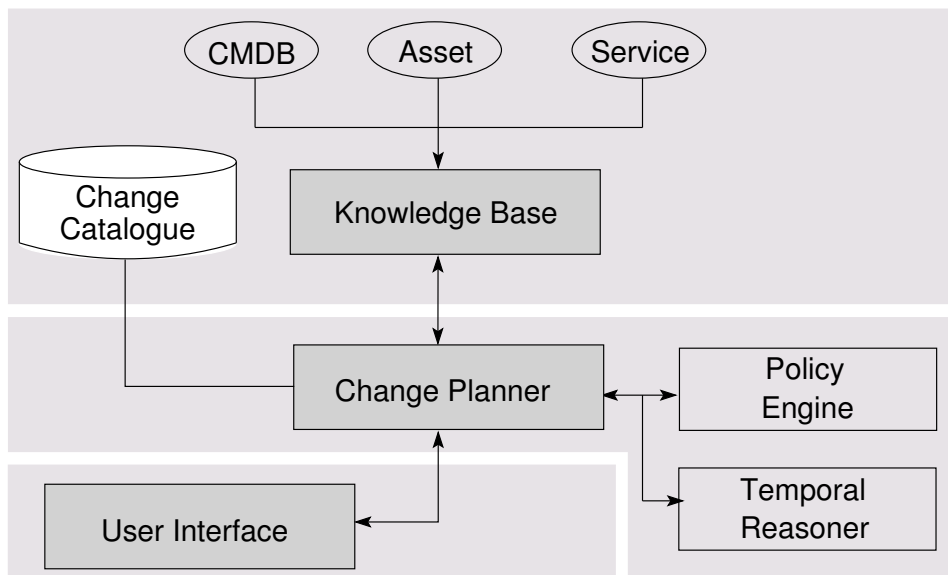 CMDB
Asset
Service
Change
Catalogue
Knowledge Base
Change Planner
Policy
Engine
Temporal
Reasoner
User Interface